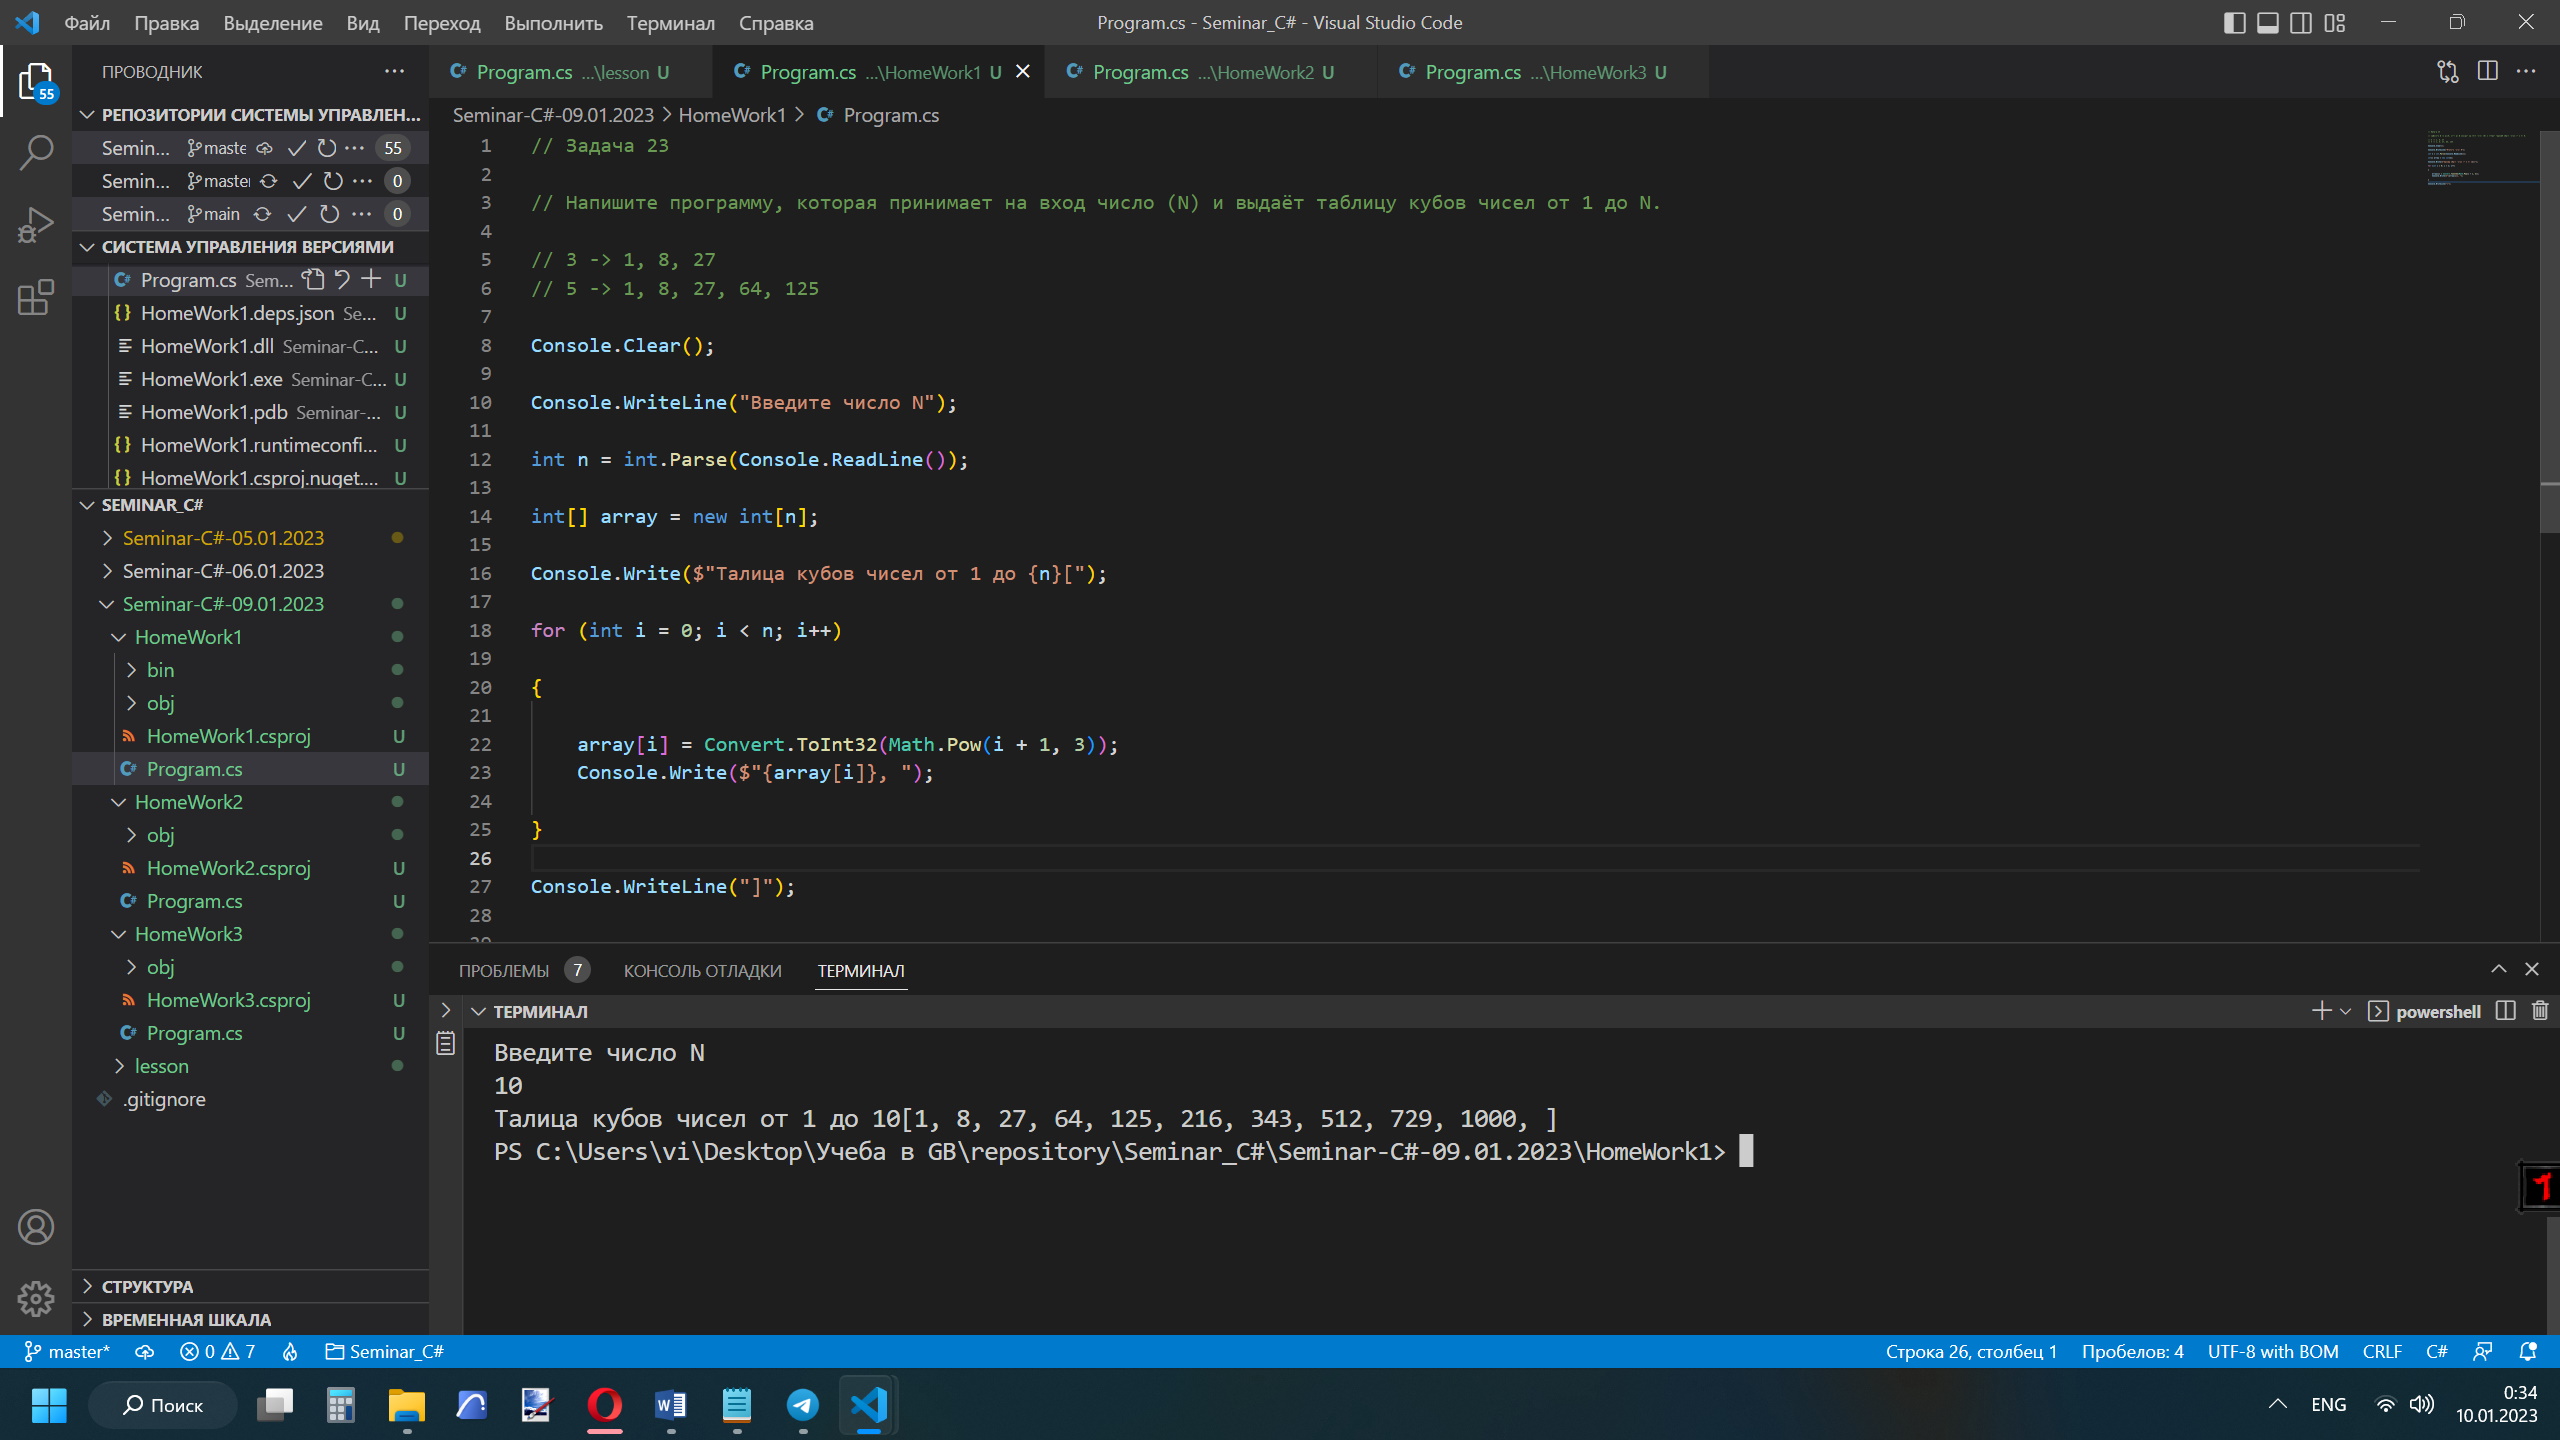 Файл Правка Выделение Вид Переход Выполнить Терминал Справка
Program.cs - Seminar_C# - Visual Studio Code
55
ПРОВОДНИК
РЕПОЗИТОРИИ СИСТЕМЫ УПРАВЛЕН...
Semin... maste 55
Semin... maste 0
Semin... main 0
СИСТЕМА УПРАВЛЕНИЯ ВЕРСИЯМИ
Program.cs Sem... U
HomeWork1.deps.json Se... U
HomeWork1.dll Seminar-C... U
HomeWork1.exe Seminar-C... U
HomeWork1.pdb Seminar-... U
HomeWork1.runtimeconfi... U
HomeWork1.csproj.nuget.... U
SEMINAR_C#
Seminar-C#-05.01.2023
Seminar-C#-06.01.2023
Seminar-C#-09.01.2023
HomeWork1
bin
obj
HomeWork1.csproj U
Program.cs U
HomeWork2
obj
HomeWork2.csproj U
Program.cs U
HomeWork3
obj
HomeWork3.csproj U
Program.cs U
lesson
.gitignore
СТРУКТУРА
ВРЕМЕННАЯ ШКАЛА
Program.cs ...\lesson U
Program.cs ...\HomeWork1 U
Program.cs ...\HomeWork2 U
Program.cs ...\HomeWork3 U
Seminar-C#-09.01.2023 > HomeWork1 > Program.cs
1 // Задача 23
2
3 // Напишите программу, которая принимает на вход число (N) и выдаёт таблицу кубов чисел от 1 до N.
4
5 // 3 -> 1, 8, 27
6 // 5 -> 1, 8, 27, 64, 125
7
8 Console.Clear();
9
10 Console.WriteLine("Введите число N");
11
12 int n = int.Parse(Console.ReadLine());
13
14 int[] array = new int[n];
15
16 Console.Write($"Талица кубов чисел от 1 до {n}[");
17
18 for (int i = 0; i < n; i++)
19
20 {
21
22 array[i] = Convert.ToInt32(Math.Pow(i + 1, 3));
23 Console.Write($"{array[i]}, ");
24
25 }
26
27 Console.WriteLine("]");
28
29
ПРОБЛЕМЫ 7 КОНСОЛЬ ОТЛАДКИ ТЕРМИНАЛ
ТЕРМИНАЛ
powershell
Введите число N
10
Талица кубов чисел от 1 до 10[1, 8, 27, 64, 125, 216, 343, 512, 729, 1000, ]
PS C:\Users\vi\Desktop\Учеба в GB\repository\Seminar_C#\Seminar-C#-09.01.2023\HomeWork1>
master* 0 7 Seminar_C#
Строка 26, столбец 1 Пробелов: 4 UTF-8 with BOM CRLF C#
Поиск
ENG
0:34
10.01.2023